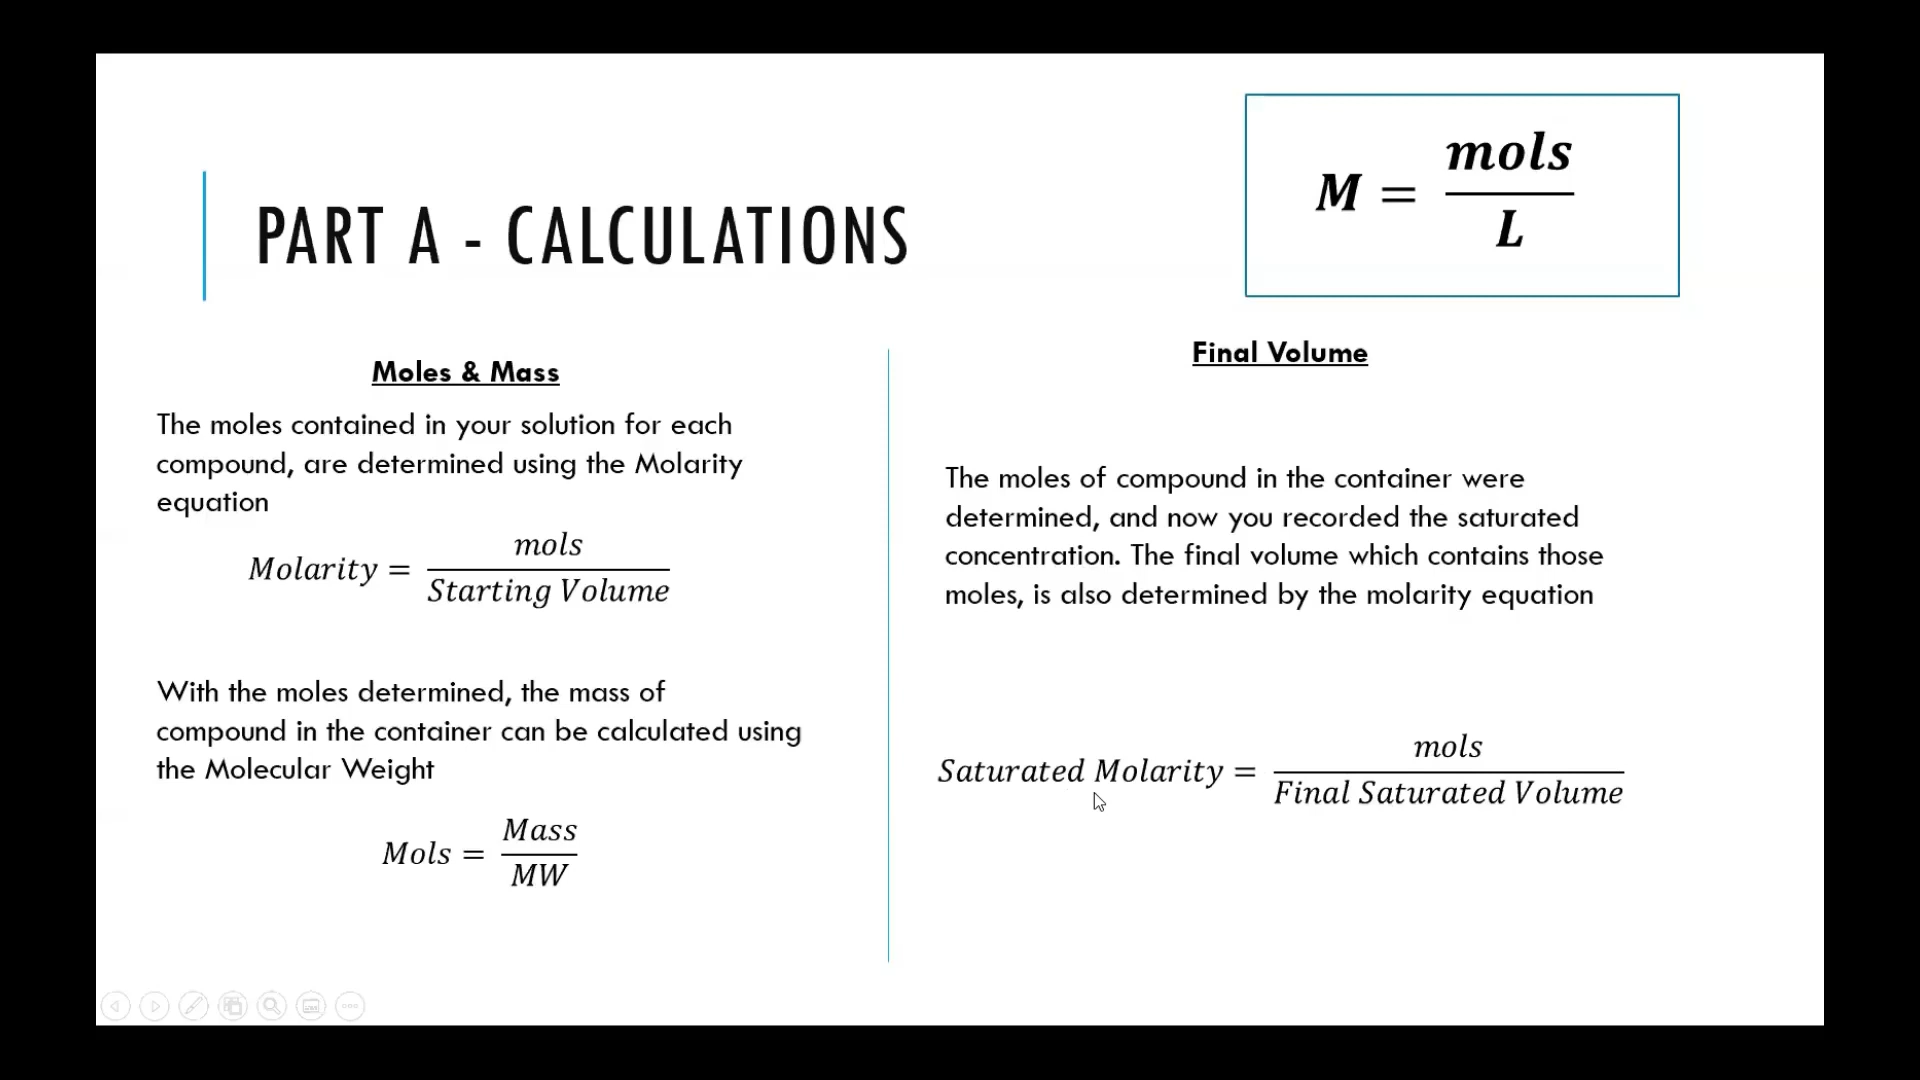 PART A - CALCULATIONS
M = mols / L
Moles & Mass
The moles contained in your solution for each
compound, are determined using the Molarity
equation
Molarity = mols / Starting Volume
With the moles determined, the mass of
compound in the container can be calculated using
the Molecular Weight
Mols = Mass / MW
Final Volume
The moles of compound in the container were
determined, and now you recorded the saturated
concentration. The final volume which contains those
moles, is also determined by the molarity equation
Saturated Molarity = mols / Final Saturated Volume